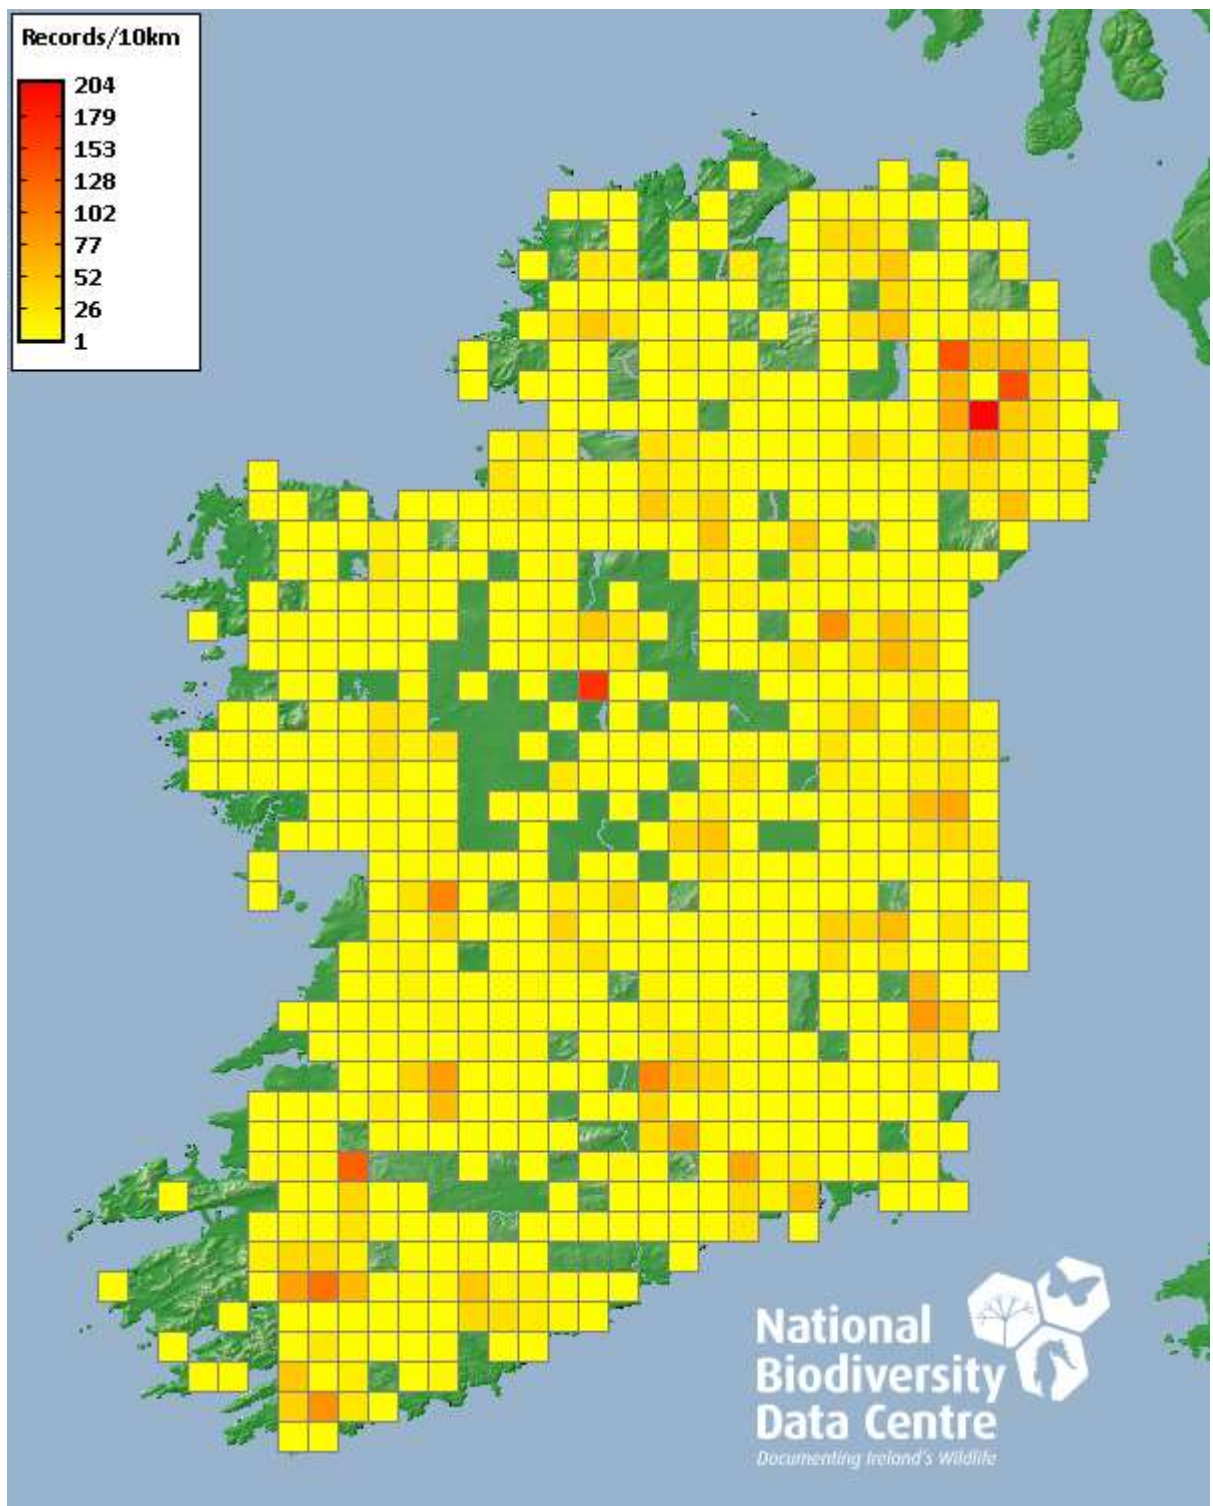 Records/10km
204
179
153
128
102
77
52
26
1
National
Biodiversity
Data Centre
Documenting Ireland's Wildlife